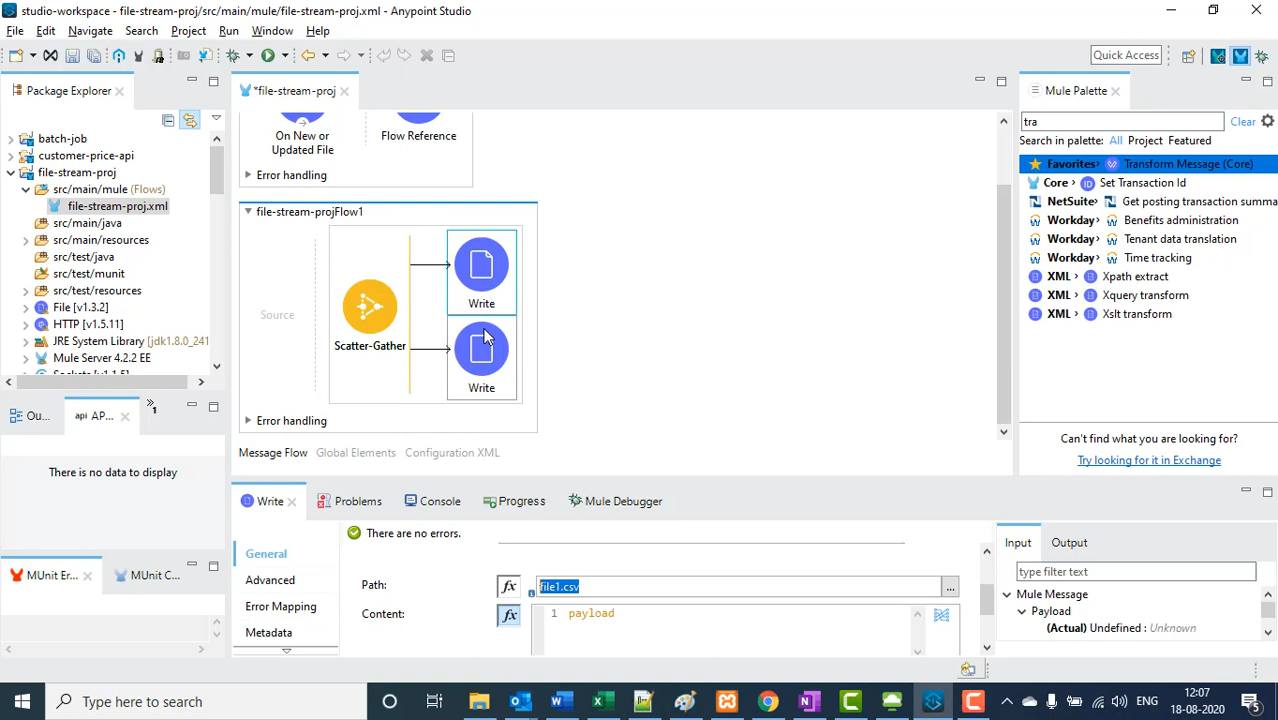 studio-workspace - file-stream-proj/src/main/mule/file-stream-proj.xml - Anypoint Studio
File Edit Navigate Search Project Run Window Help
Quick Access
Package Explorer
batch-job
customer-price-api
file-stream-proj
src/main/mule (Flows)
file-stream-proj.xml
src/main/java
src/main/resources
src/test/java
src/test/munit
src/test/resources
File [v1.3.2]
HTTP [v1.5.11]
JRE System Library [jdk1.8.0_241
Mule Server 4.2.2 EE
*file-stream-proj
On New or
Updated File
Flow Reference
Error handling
file-stream-projFlow1
Source
Scatter-Gather
Write
Write
Error handling
Message Flow Global Elements Configuration XML
Mule Palette
tra
Clear
Search in palette: All Project Featured
Favorites> Transform Message (Core)
Core > Set Transaction Id
NetSuite> Get posting transaction summa
Workday> Benefits administration
Workday> Tenant data translation
Workday> Time tracking
XML > Xpath extract
XML > Xquery transform
XML > Xslt transform
Can't find what you are looking for?
Try looking for it in Exchange
Ou... api AP... 1
There is no data to display
MUnit Er... MUnit C...
Write Problems Console Progress Mule Debugger
There are no errors.
General
Advanced
Error Mapping
Metadata
Path: fx file1.csv ...
Content: fx 1 payload
Input Output
type filter text
Mule Message
Payload
(Actual) Undefined : Unknown
Type here to search
ENG
12:07
18-08-2020
5